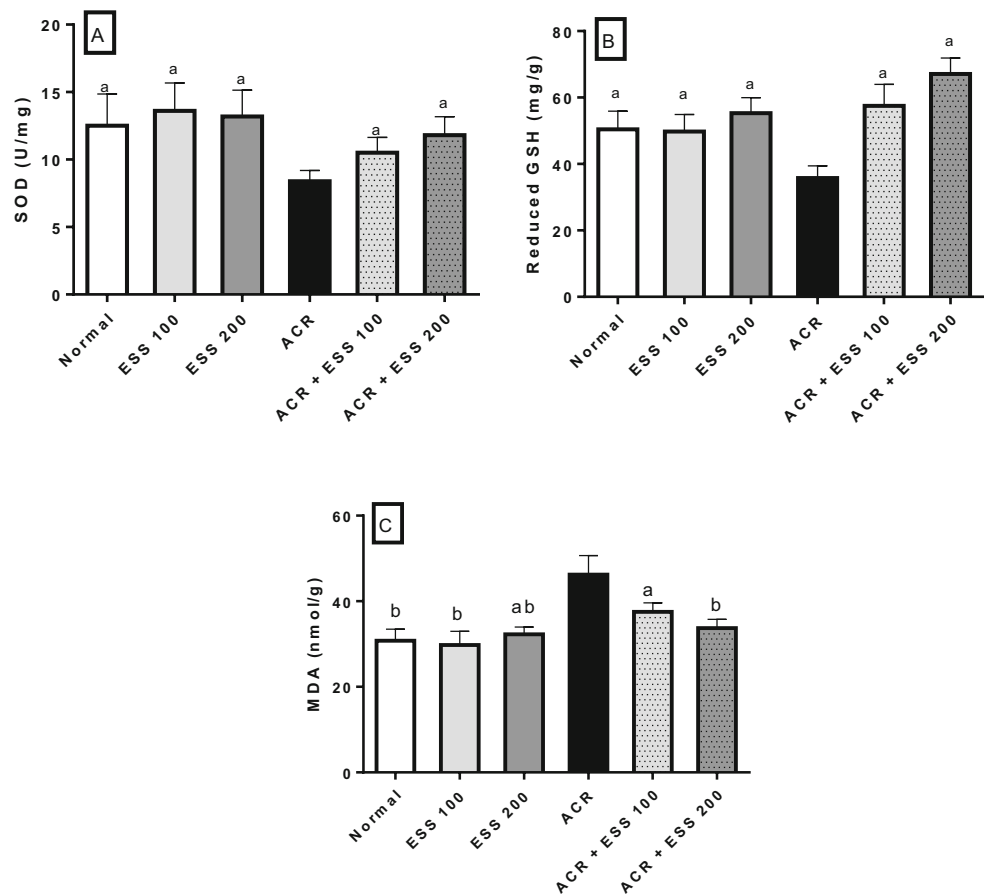 A
SOD (U/mg)
20
15
10
5
0
a
a
a
a
a
Normal
ESS 100
ESS 200
ACR
ACR + ESS 100
ACR + ESS 200
B
Reduced GSH (mg/g)
80
60
40
20
0
a
a
a
a
a
Normal
ESS 100
ESS 200
ACR
ACR + ESS 100
ACR + ESS 200
C
MDA (nmol/g)
60
40
20
0
b
b
ab
a
b
Normal
ESS 100
ESS 200
ACR
ACR + ESS 100
ACR + ESS 200